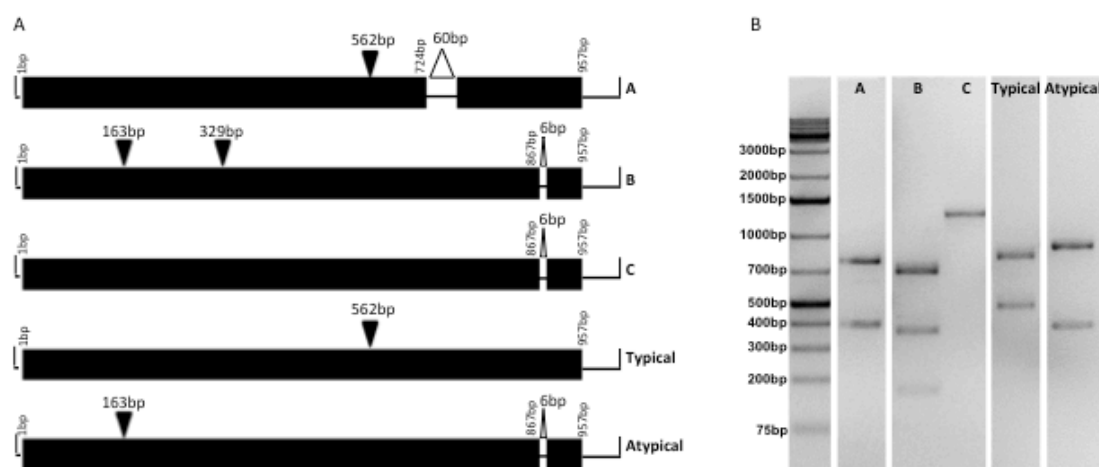 A
562bp
724bp
60bp
1bp
957bp
A
163bp
329bp
6bp
1bp
867bp
957bp
B
6bp
1bp
867bp
957bp
C
562bp
1bp
957bp
Typical
163bp
6bp
1bp
867bp
957bp
Atypical
B
A B C Typical Atypical
3000bp
2000bp
1500bp
1000bp
700bp
500bp
400bp
300bp
200bp
75bp